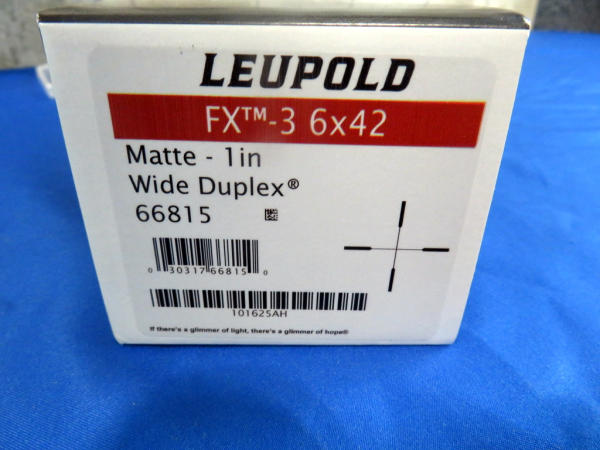 LEUPOLD
FX™-3 6x42
Matte - 1in
Wide Duplex®
66815
0 30317 66815 0
101625AH
If there's a glimmer of light, there's a glimmer of hope®